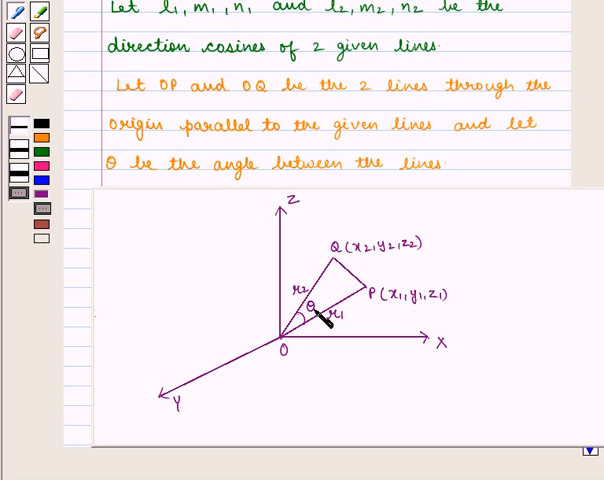 Let l1, m1, n1 and l2, m2, n2 be the
direction cosines of 2 given lines.
Let OP and OQ be the 2 lines through the
origin parallel to the given lines and let
θ be the angle between the lines.
Z
Q (x2, y2, z2)
r2
P (x1, y1, z1)
θ
r1
O
X
Y